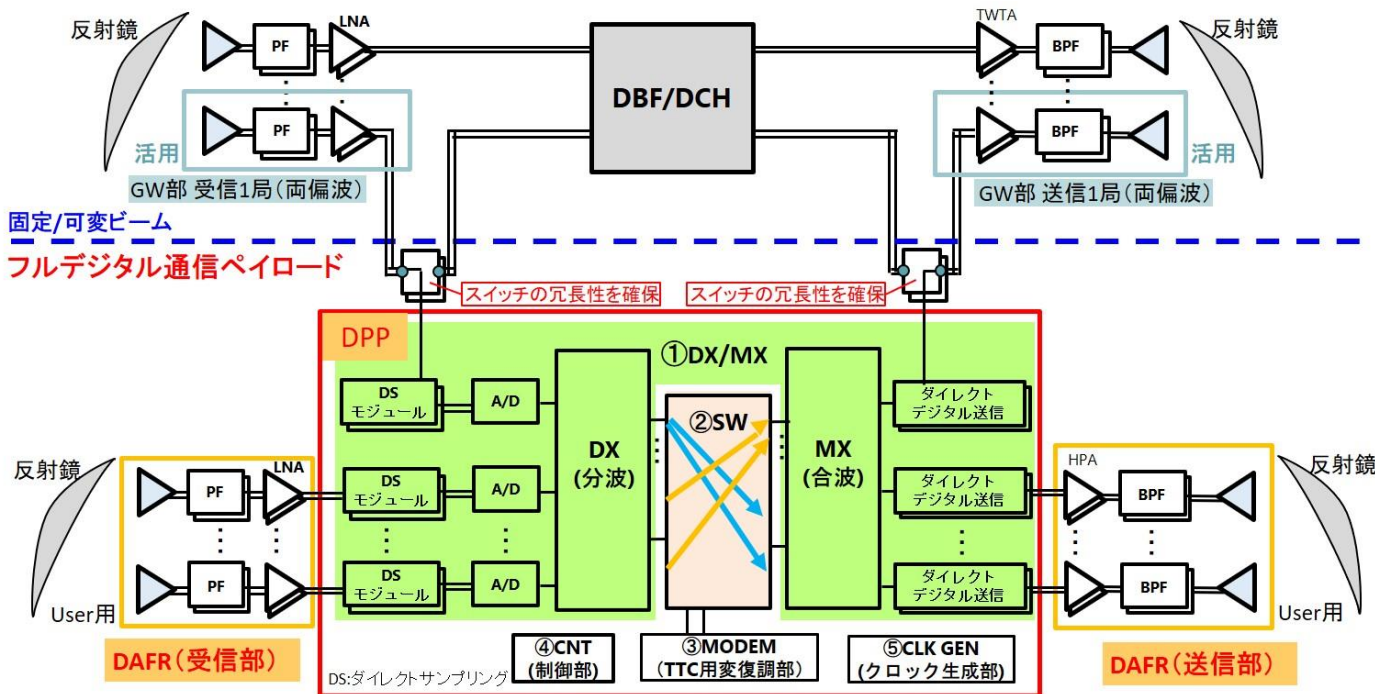 反射鏡
PF
LNA
DBF/DCH
TWTA
BPF
反射鏡
PF
BPF
活用
活用
GW部 受信1局(両偏波)
GW部 送信1局(両偏波)
固定/可変ビーム
フルデジタル通信ペイロード
スイッチの冗長性を確保
スイッチの冗長性を確保
DPP
①DX/MX
DS
モジュール
A/D
DX
(分波)
②SW
MX
(合波)
ダイレクト
デジタル送信
反射鏡
PF
LNA
DS
モジュール
A/D
ダイレクト
デジタル送信
HPA
BPF
反射鏡
PF
DS
モジュール
A/D
ダイレクト
デジタル送信
BPF
User用
User用
DAFR(受信部)
DS:ダイレクトサンプリング
④CNT
(制御部)
③MODEM
(TTC用変復調部)
⑤CLK GEN
(クロック生成部)
DAFR(送信部)